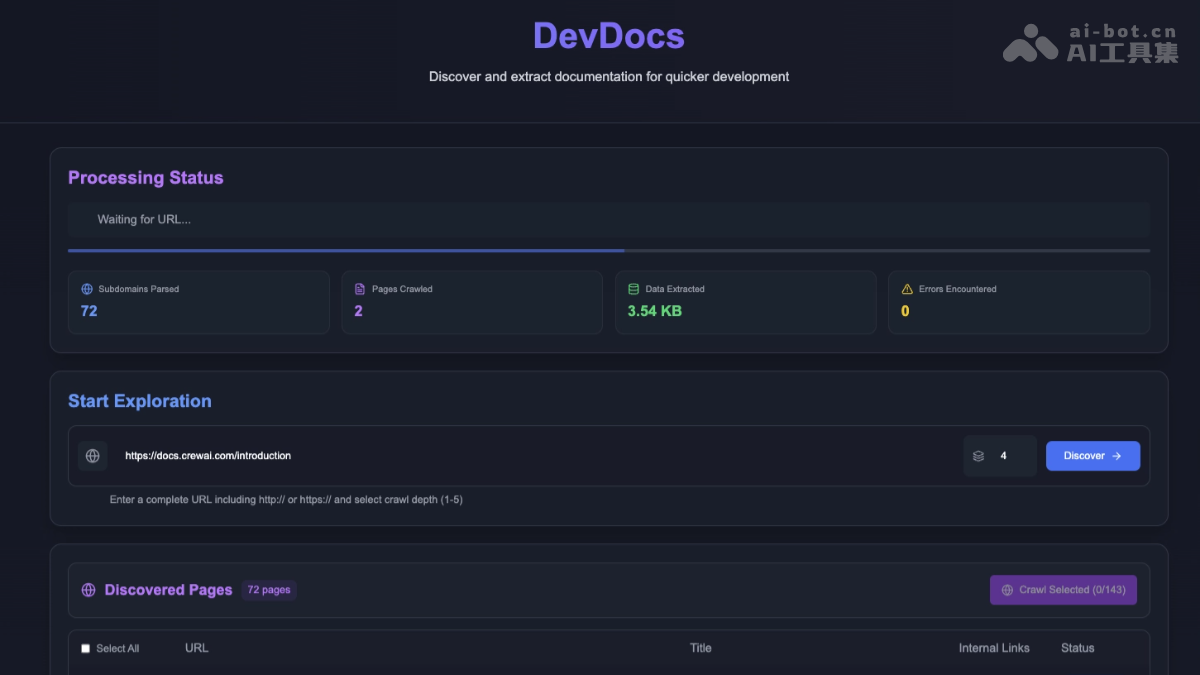 DevDocs
Discover and extract documentation for quicker development
ai-bot.cn
AI工具集
Processing Status
Waiting for URL...
Subdomains Parsed
72
Pages Crawled
2
Data Extracted
3.54 KB
Errors Encountered
0
Start Exploration
https://docs.crewai.com/introduction
4
Discover →
Enter a complete URL including http:// or https:// and select crawl depth (1-5)
Discovered Pages 72 pages
Crawl Selected (0/143)
Select All URL Title Internal Links Status